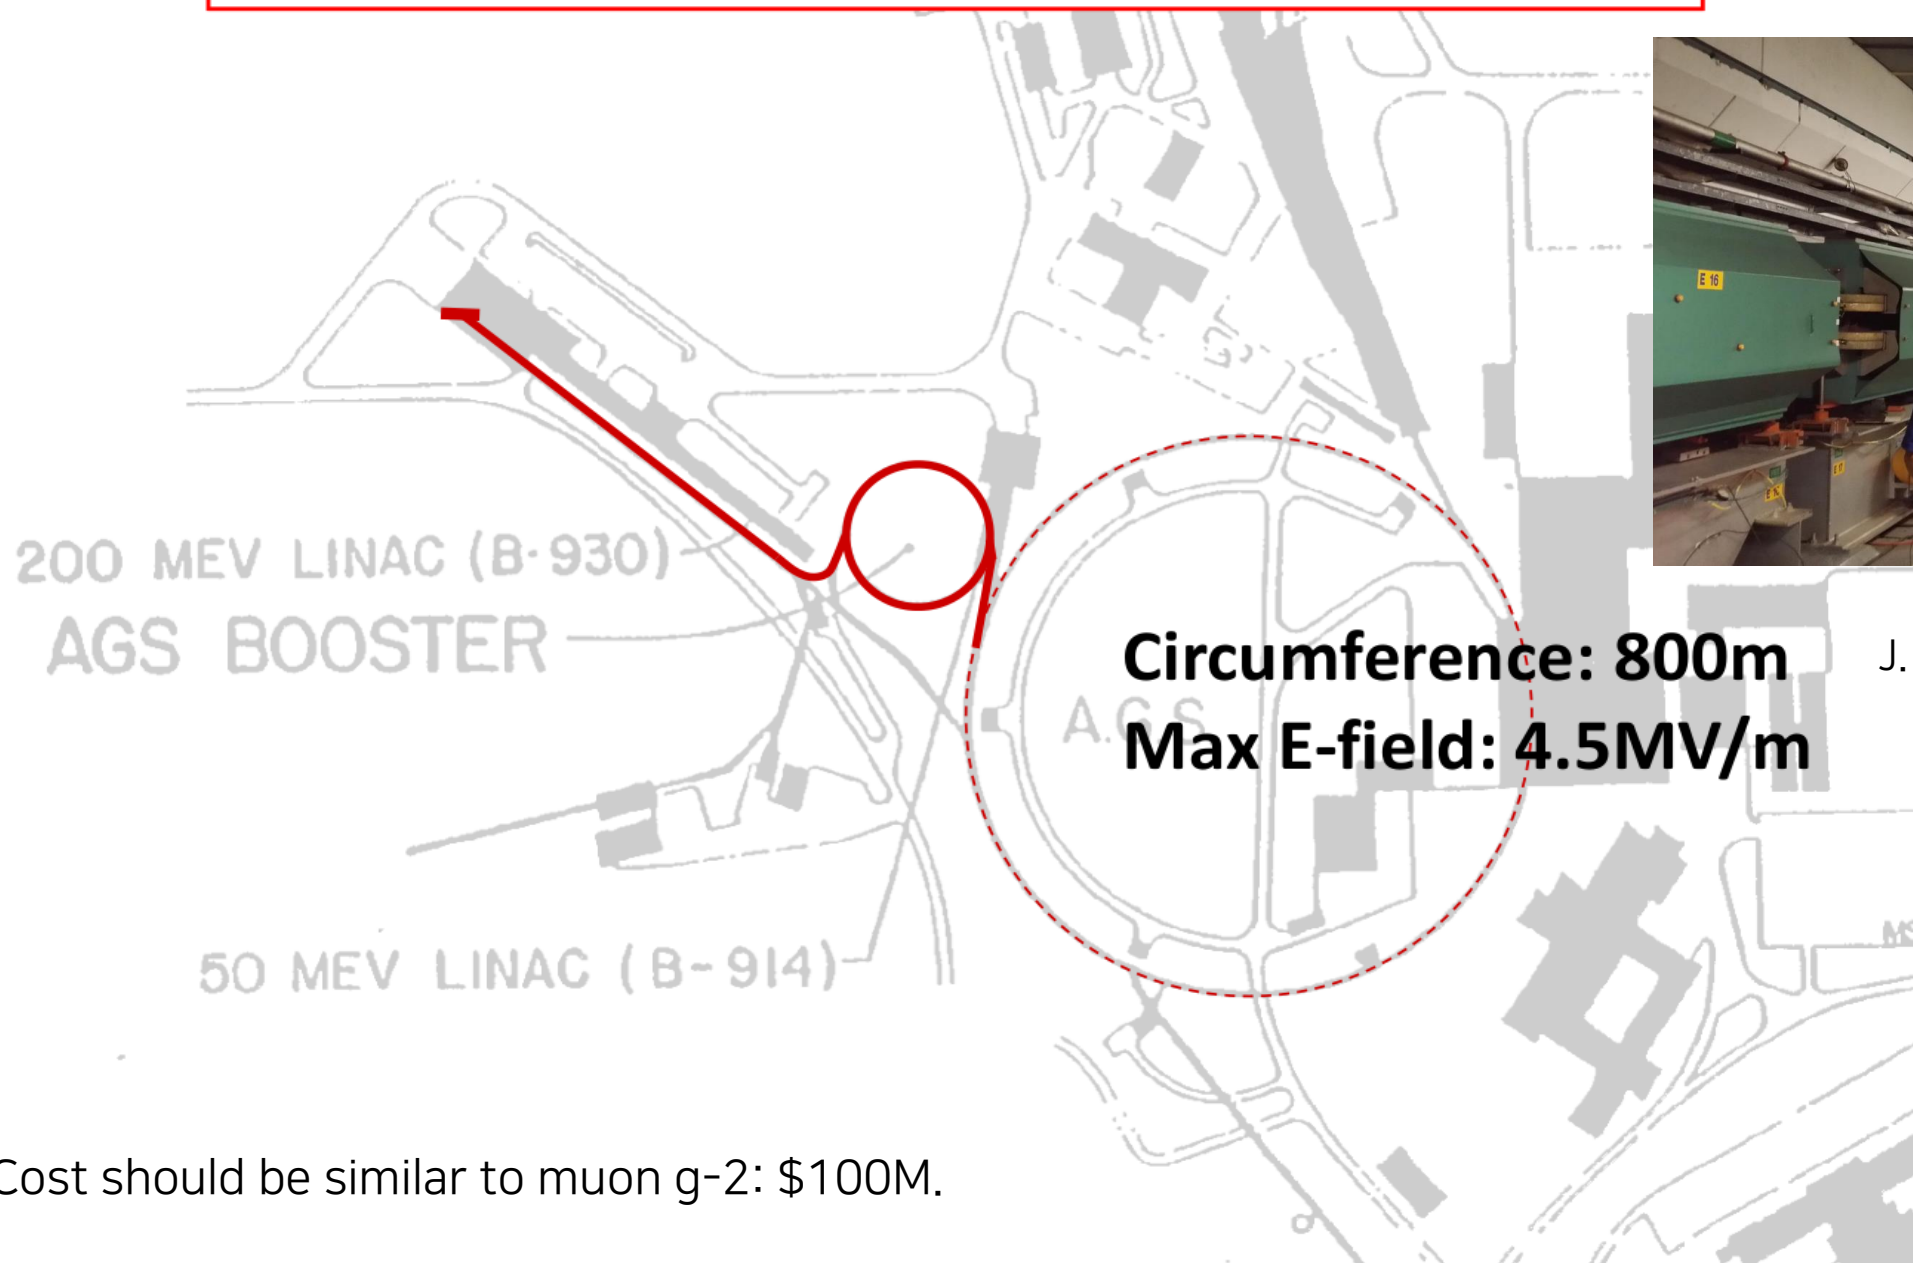 E 16
200 MEV LINAC (B-930)
AGS BOOSTER
Circumference: 800m
J.
A.G.S
Max E-field: 4.5MV/m
50 MEV LINAC (B-914)
Cost should be similar to muon g-2: $100M.